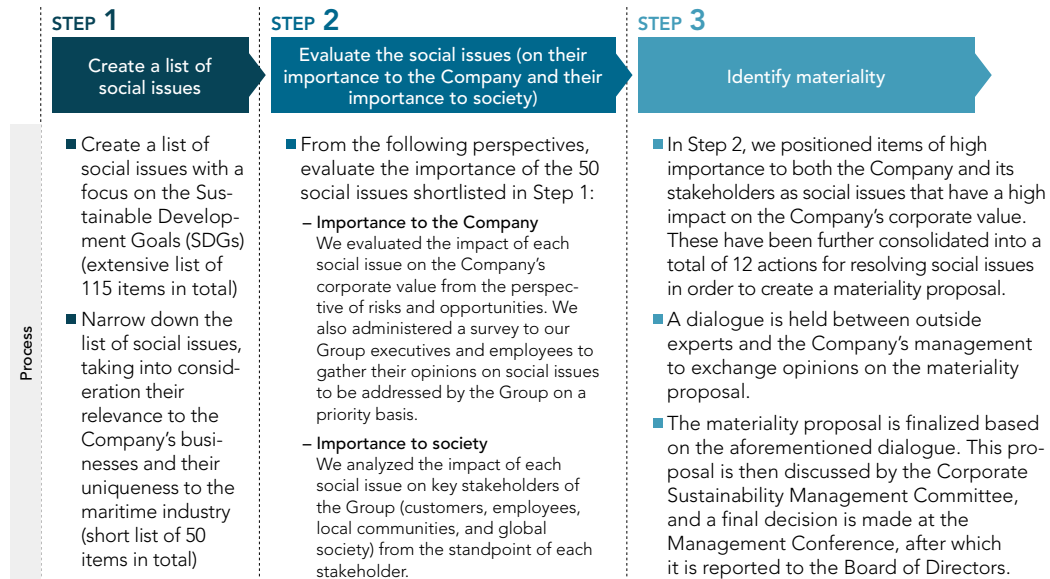 STEP 1
Create a list of
social issues
STEP 2
Evaluate the social issues (on their
importance to the Company and their
importance to society)
STEP 3
Identify materiality
Process
■ Create a list of
social issues with a
focus on the Sus-
tainable Develop-
ment Goals (SDGs)
(extensive list of
115 items in total)
■ Narrow down the
list of social issues,
taking into consid-
eration their
relevance to the
Company's busi-
nesses and their
uniqueness to the
maritime industry
(short list of 50
items in total)
■ From the following perspectives,
evaluate the importance of the 50
social issues shortlisted in Step 1:
– Importance to the Company
We evaluated the impact of each
social issue on the Company's
corporate value from the perspec-
tive of risks and opportunities. We
also administered a survey to our
Group executives and employees to
gather their opinions on social issues
to be addressed by the Group on a
priority basis.
– Importance to society
We analyzed the impact of each
social issue on key stakeholders of
the Group (customers, employees,
local communities, and global
society) from the standpoint of each
stakeholder.
■ In Step 2, we positioned items of high
importance to both the Company and its
stakeholders as social issues that have a high
impact on the Company's corporate value.
These have been further consolidated into a
total of 12 actions for resolving social issues
in order to create a materiality proposal.
■ A dialogue is held between outside
experts and the Company's management
to exchange opinions on the materiality
proposal.
■ The materiality proposal is finalized based
on the aforementioned dialogue. This pro-
posal is then discussed by the Corporate
Sustainability Management Committee,
and a final decision is made at the
Management Conference, after which
it is reported to the Board of Directors.